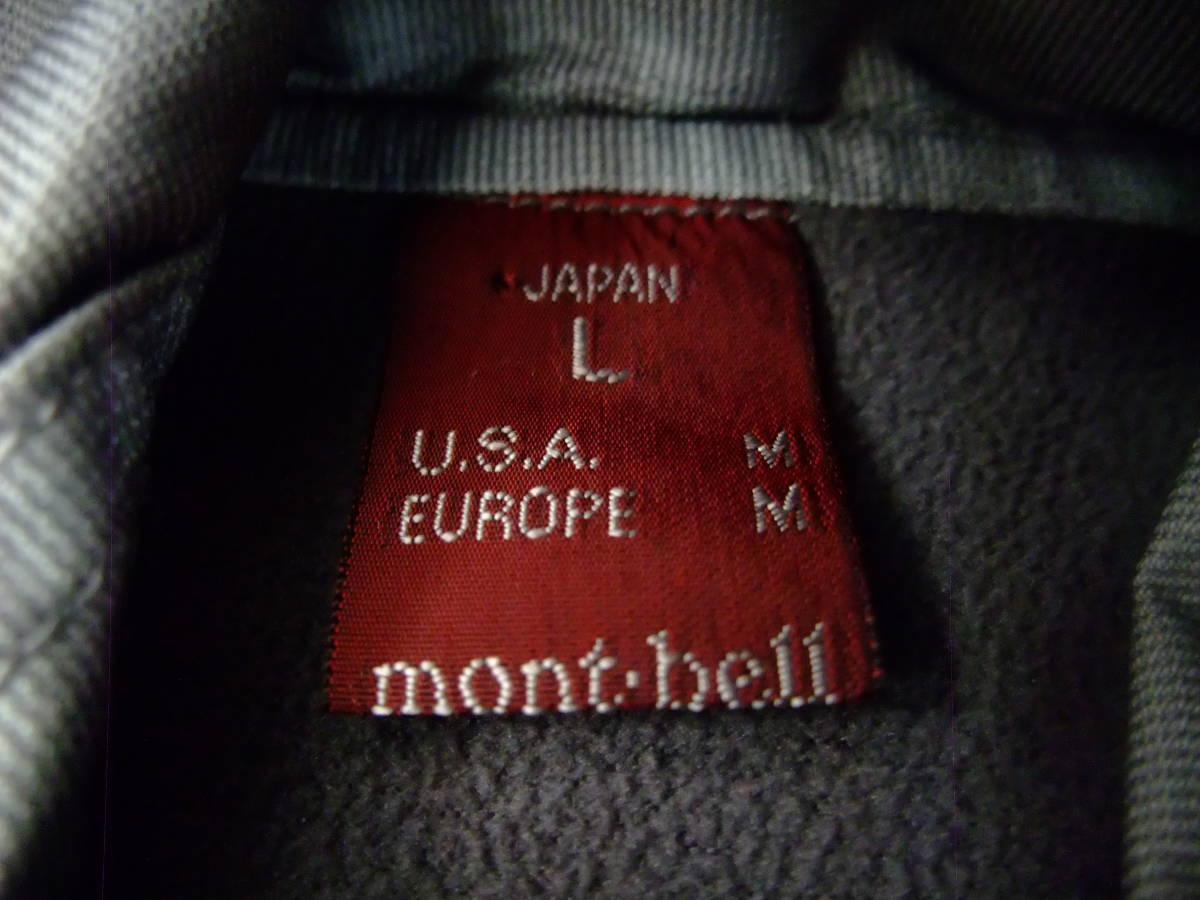 JAPAN
L
U.S.A. M
EUROPE M
mont·bell